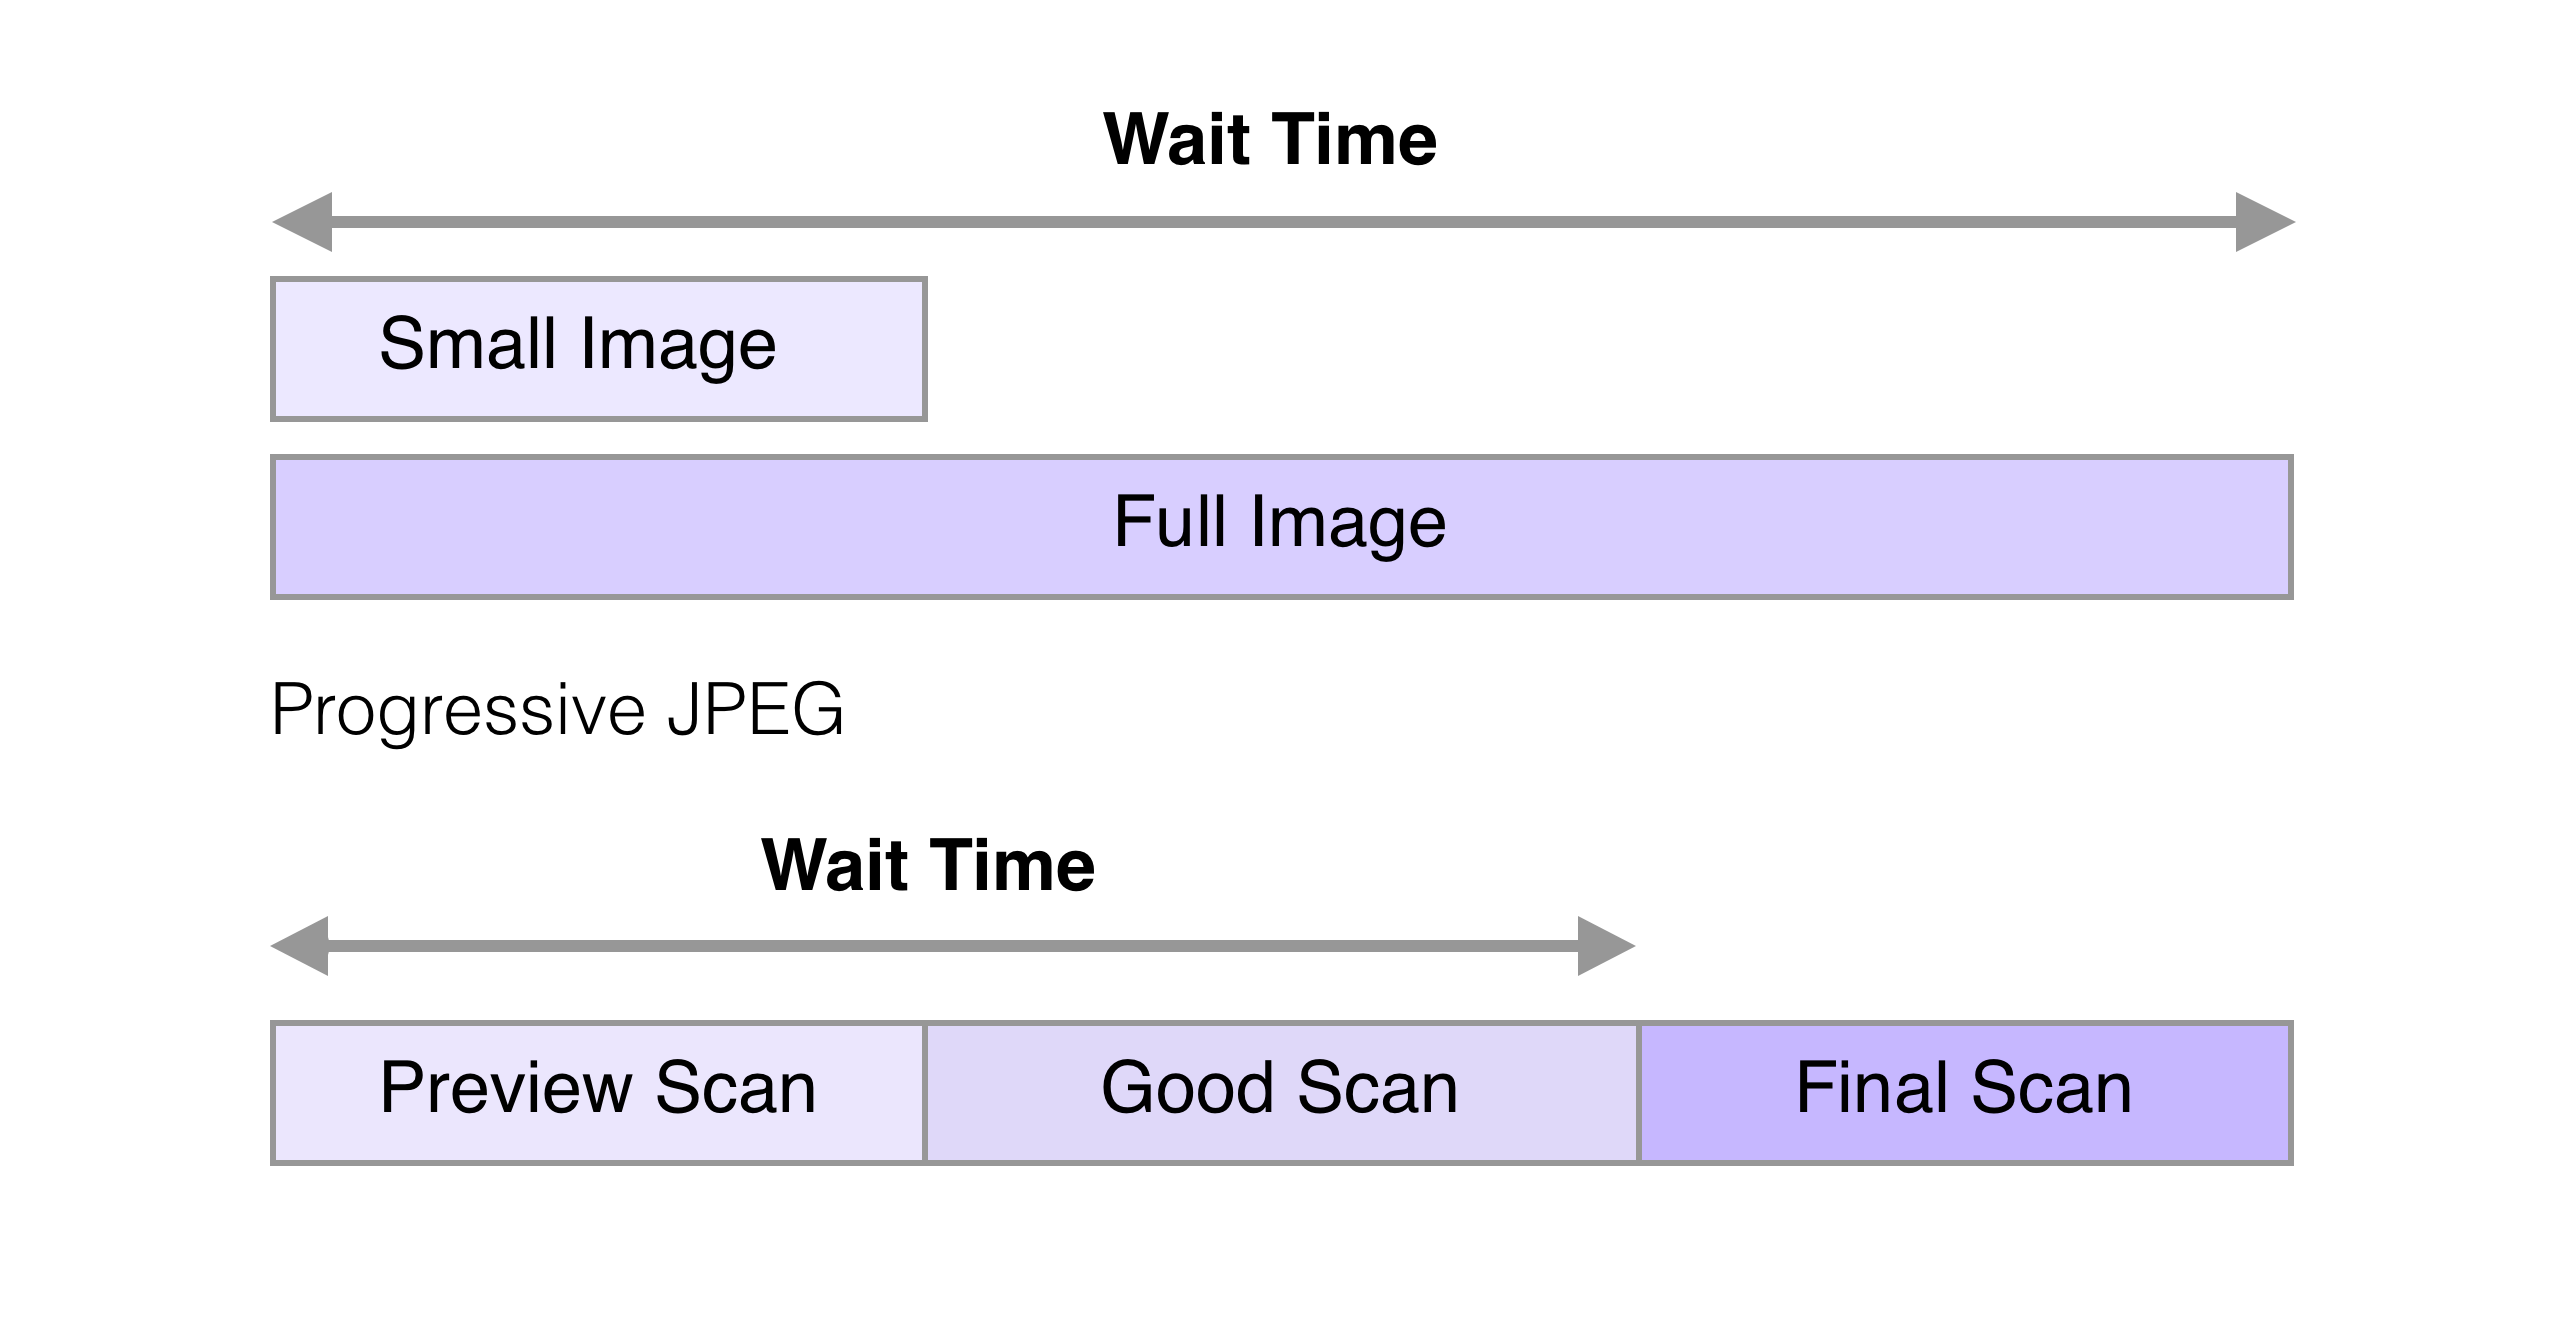 Wait Time
Small Image
Full Image
Progressive JPEG
Wait Time
Preview Scan
Good Scan
Final Scan